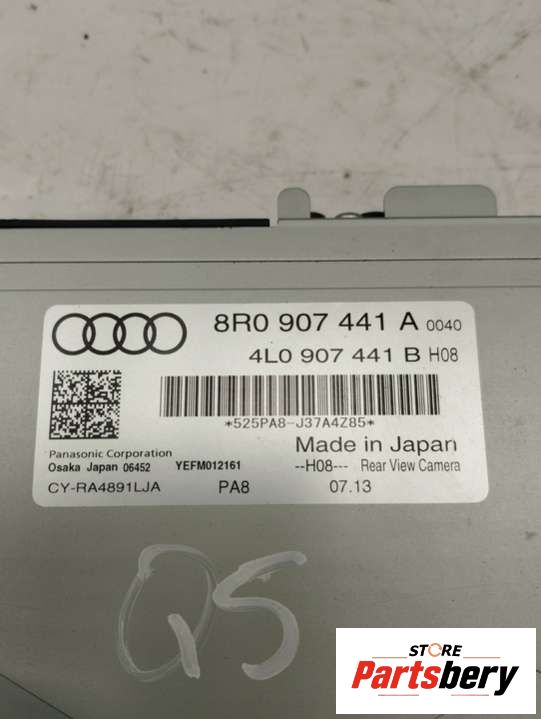 8R0 907 441 A 0040
4L0 907 441 B H08
*525PA8-J37A4Z85*
Made in Japan
Panasonic Corporation
Osaka Japan 06452 YEFM012161 --H08--- Rear View Camera
CY-RA4891LJA PA8 07.13
Q5
STORE
Partsbery